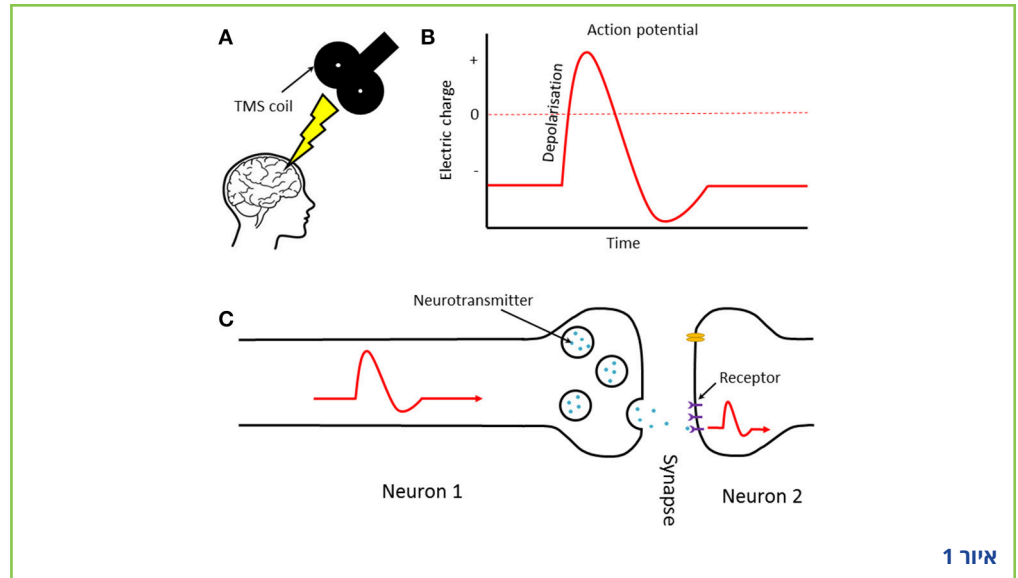 A
TMS coil
B
Action potential
Electric charge
+
0
-
Depolarisation
Time
C
Neurotransmitter
Receptor
Neuron 1
Synapse
Neuron 2
איור 1